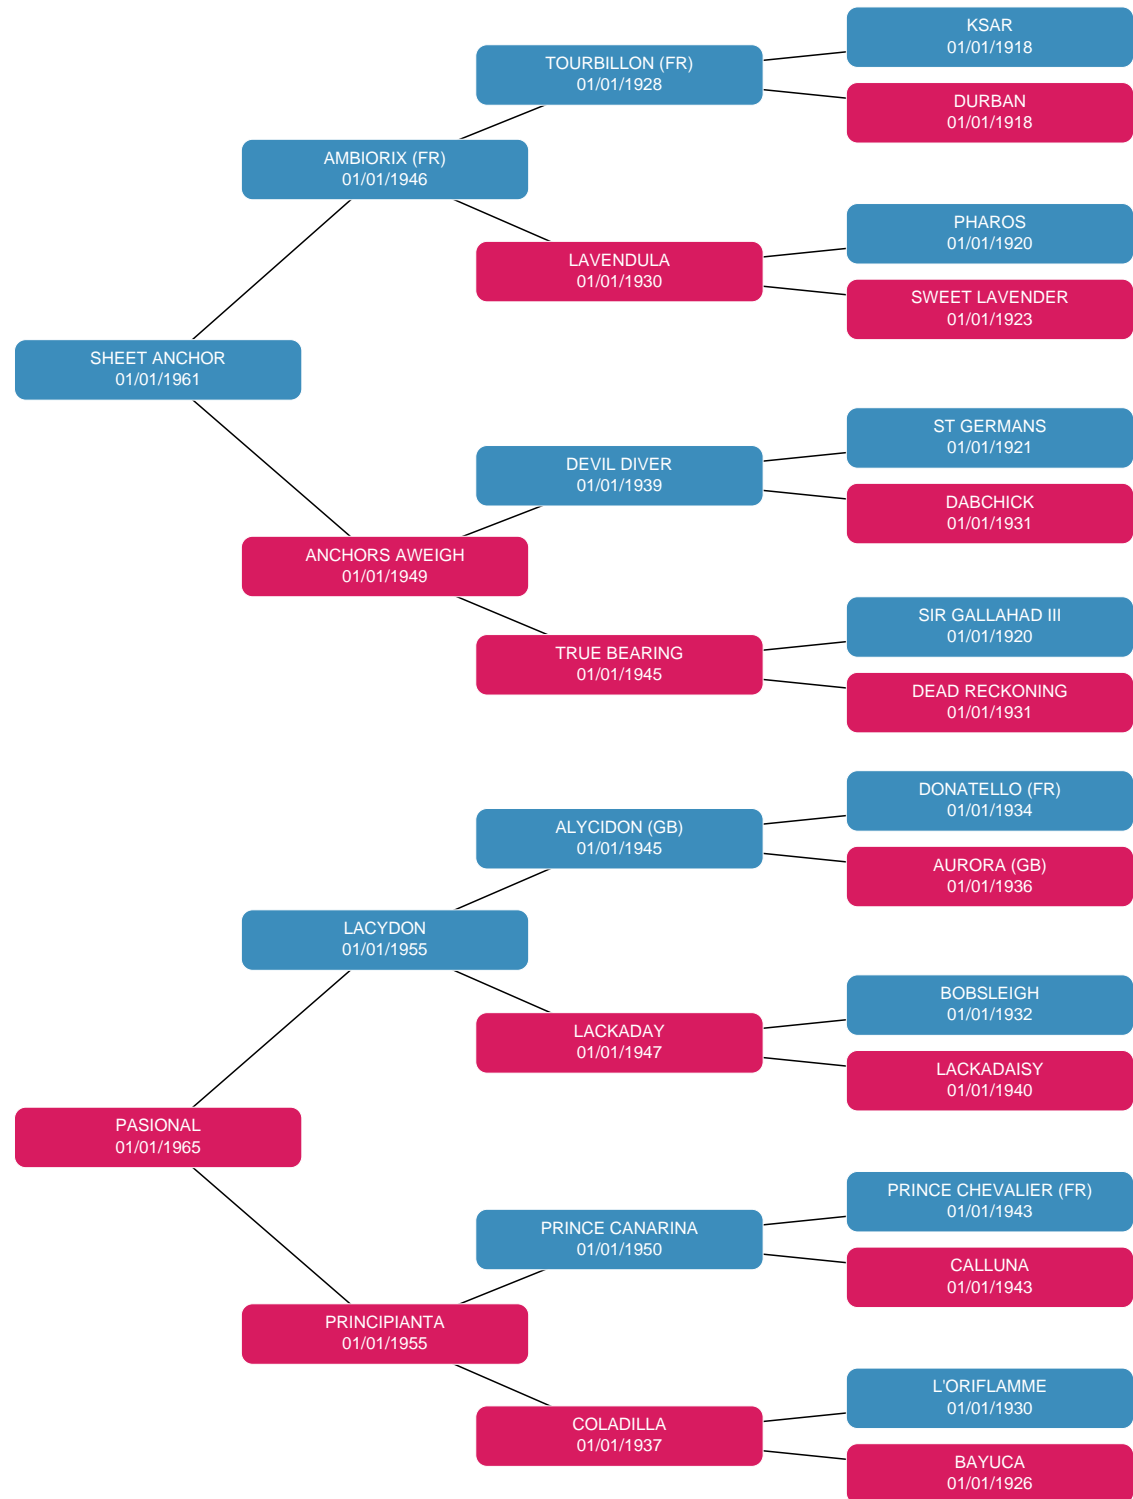 KSAR
01/01/1918
TOURBILLON (FR)
01/01/1928
DURBAN
01/01/1918
AMBIORIX (FR)
01/01/1946
PHAROS
01/01/1920
LAVENDULA
01/01/1930
SWEET LAVENDER
01/01/1923
SHEET ANCHOR
01/01/1961
ST GERMANS
01/01/1921
DEVIL DIVER
01/01/1939
DABCHICK
01/01/1931
ANCHORS AWEIGH
01/01/1949
SIR GALLAHAD III
01/01/1920
TRUE BEARING
01/01/1945
DEAD RECKONING
01/01/1931
DONATELLO (FR)
01/01/1934
ALYCIDON (GB)
01/01/1945
AURORA (GB)
01/01/1936
LACYDON
01/01/1955
BOBSLEIGH
01/01/1932
LACKADAY
01/01/1947
LACKADAISY
01/01/1940
PASIONAL
01/01/1965
PRINCE CHEVALIER (FR)
01/01/1943
PRINCE CANARINA
01/01/1950
CALLUNA
01/01/1943
PRINCIPIANTA
01/01/1955
L'ORIFLAMME
01/01/1930
COLADILLA
01/01/1937
BAYUCA
01/01/1926